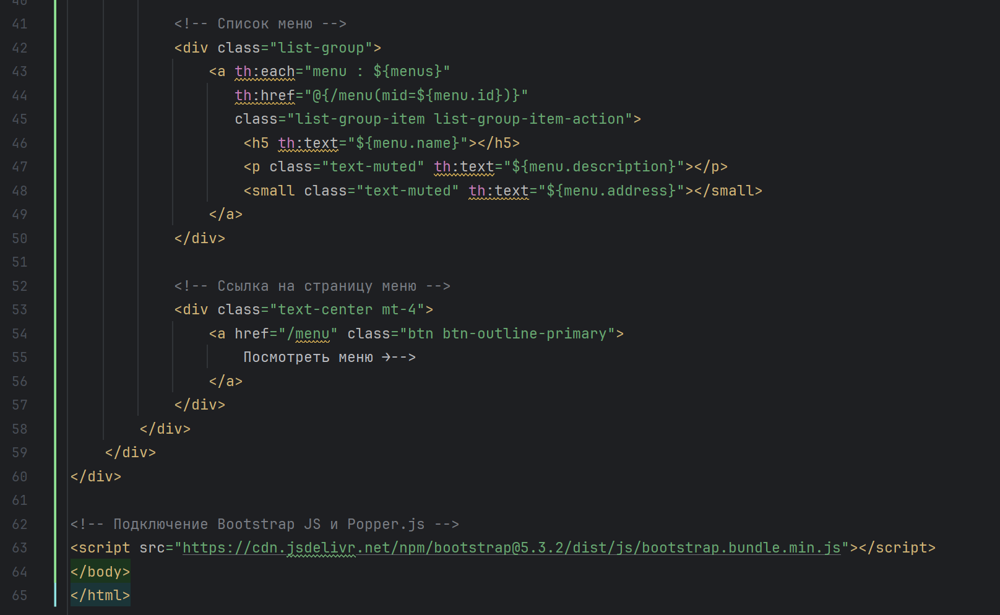 40
41 <!-- Список меню -->
42 <div class="list-group">
43 <a th:each="menu : ${menus}"
44 th:href="@{/menu(mid=${menu.id})}"
45 class="list-group-item list-group-item-action">
46 <h5 th:text="${menu.name}"></h5>
47 <p class="text-muted" th:text="${menu.description}"></p>
48 <small class="text-muted" th:text="${menu.address}"></small>
49 </a>
50 </div>
51
52 <!-- Ссылка на страницу меню -->
53 <div class="text-center mt-4">
54 <a href="/menu" class="btn btn-outline-primary">
55 Посмотреть меню →-->
56 </a>
57 </div>
58 </div>
59 </div>
60 </div>
61
62 <!-- Подключение Bootstrap JS и Popper.js -->
63 <script src="https://cdn.jsdelivr.net/npm/bootstrap@5.3.2/dist/js/bootstrap.bundle.min.js"></script>
64 </body>
65 </html>